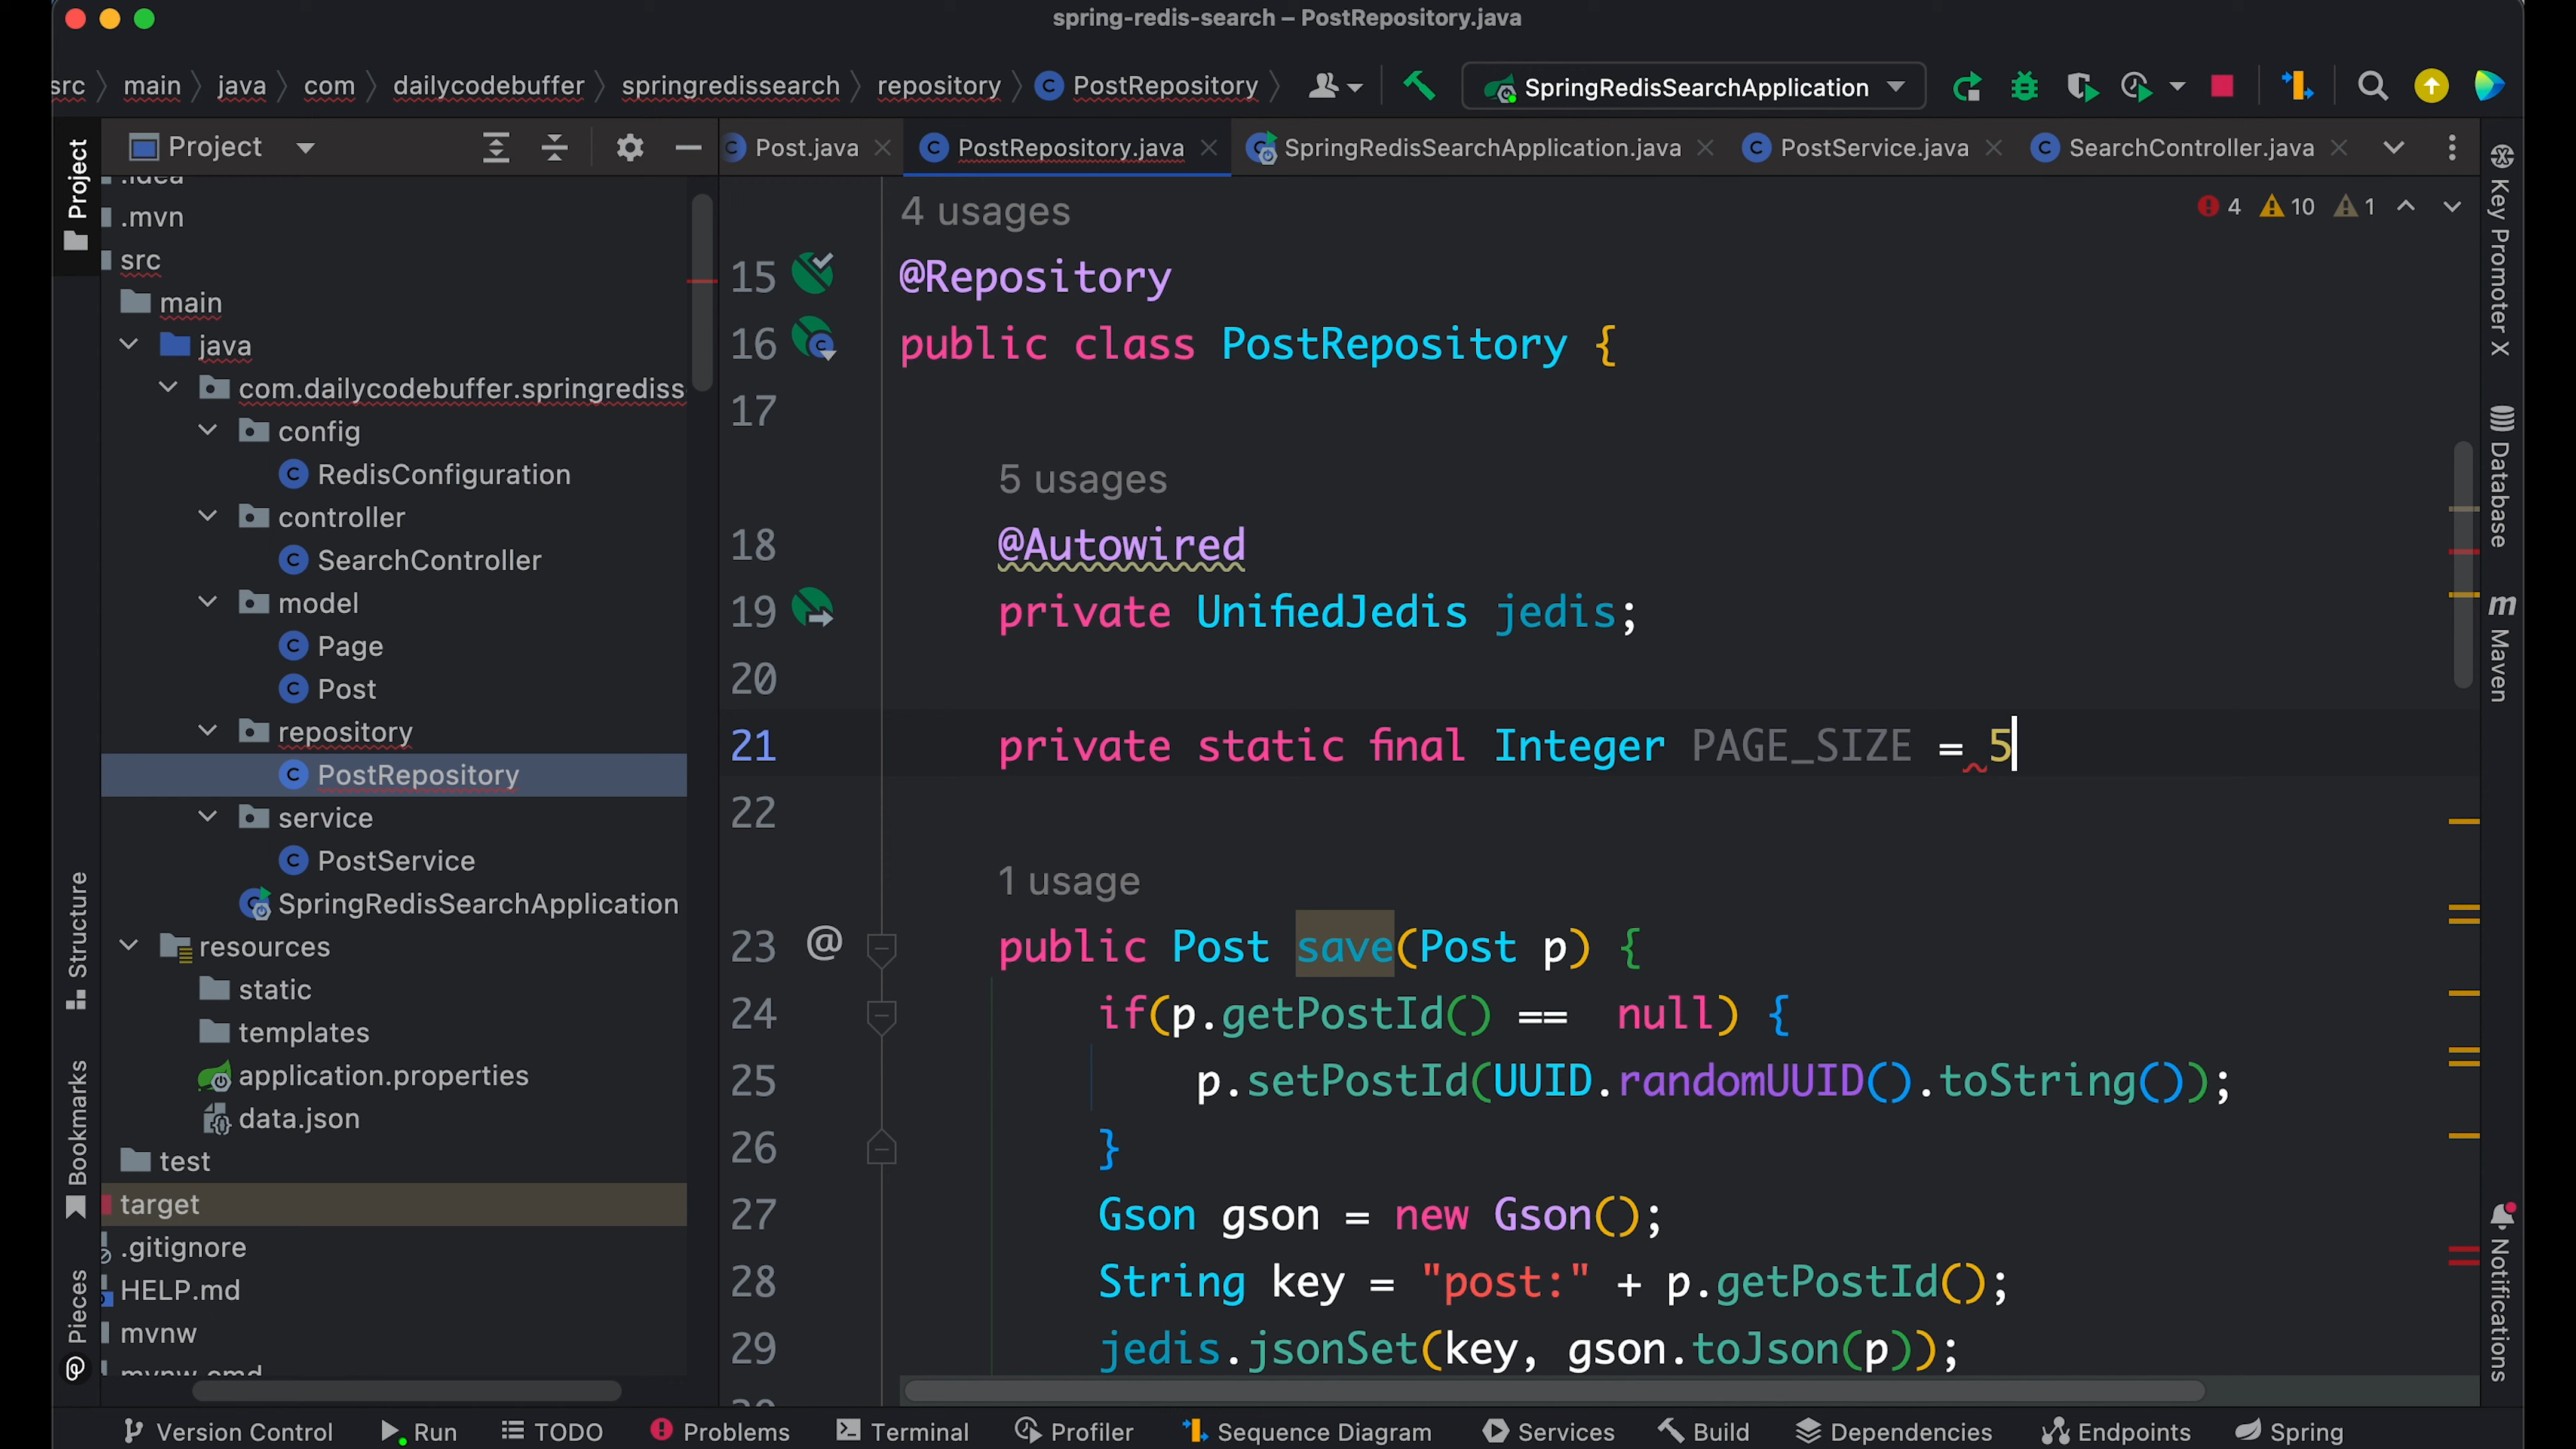 spring-redis-search – PostRepository.java
src main java com dailycodebuffer springredissearch repository PostRepository SpringRedisSearchApplication
Project
Post.java PostRepository.java SpringRedisSearchApplication.java PostService.java SearchController.java
4 10 1
Project
Structure
Bookmarks
Pieces
.idea
.mvn
src
main
java
com.dailycodebuffer.springrediss
config
RedisConfiguration
controller
SearchController
model
Page
Post
repository
PostRepository
service
PostService
SpringRedisSearchApplication
resources
static
templates
application.properties
data.json
test
target
.gitignore
HELP.md
mvnw
mvnw.cmd
4 usages
15 @Repository
16 public class PostRepository {
17
5 usages
18 @Autowired
19 private UnifiedJedis jedis;
20
21 private static final Integer PAGE_SIZE = 5
22
1 usage
23 @ public Post save(Post p) {
24 if(p.getPostId() ==  null) {
25 p.setPostId(UUID.randomUUID().toString());
26 }
27 Gson gson = new Gson();
28 String key = "post:" + p.getPostId();
29 jedis.jsonSet(key, gson.toJson(p));
30
Key Promoter X
Database
Maven
Notifications
Version Control Run TODO Problems Terminal Profiler Sequence Diagram Services Build Dependencies Endpoints Spring